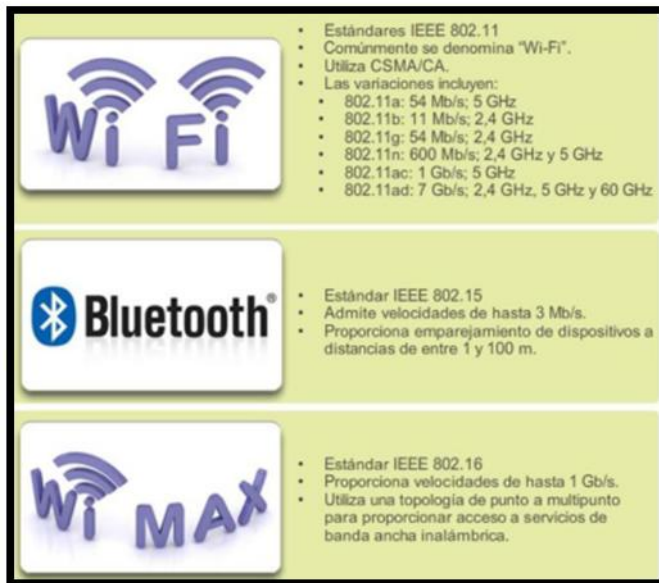 Wi Fi
• Estándares IEEE 802.11
• Comúnmente se denomina "Wi-Fi".
• Utiliza CSMA/CA.
• Las variaciones incluyen:
• 802.11a: 54 Mb/s; 5 GHz
• 802.11b: 11 Mb/s; 2,4 GHz
• 802.11g: 54 Mb/s; 2,4 GHz
• 802.11n: 600 Mb/s; 2,4 GHz y 5 GHz
• 802.11ac: 1 Gb/s; 5 GHz
• 802.11ad: 7 Gb/s; 2,4 GHz, 5 GHz y 60 GHz
Bluetooth®
• Estándar IEEE 802.15
• Admite velocidades de hasta 3 Mb/s.
• Proporciona emparejamiento de dispositivos a
distancias de entre 1 y 100 m.
Wi MAX
• Estándar IEEE 802.16
• Proporciona velocidades de hasta 1 Gb/s.
• Utiliza una topología de punto a multipunto
para proporcionar acceso a servicios de
banda ancha inalámbrica.